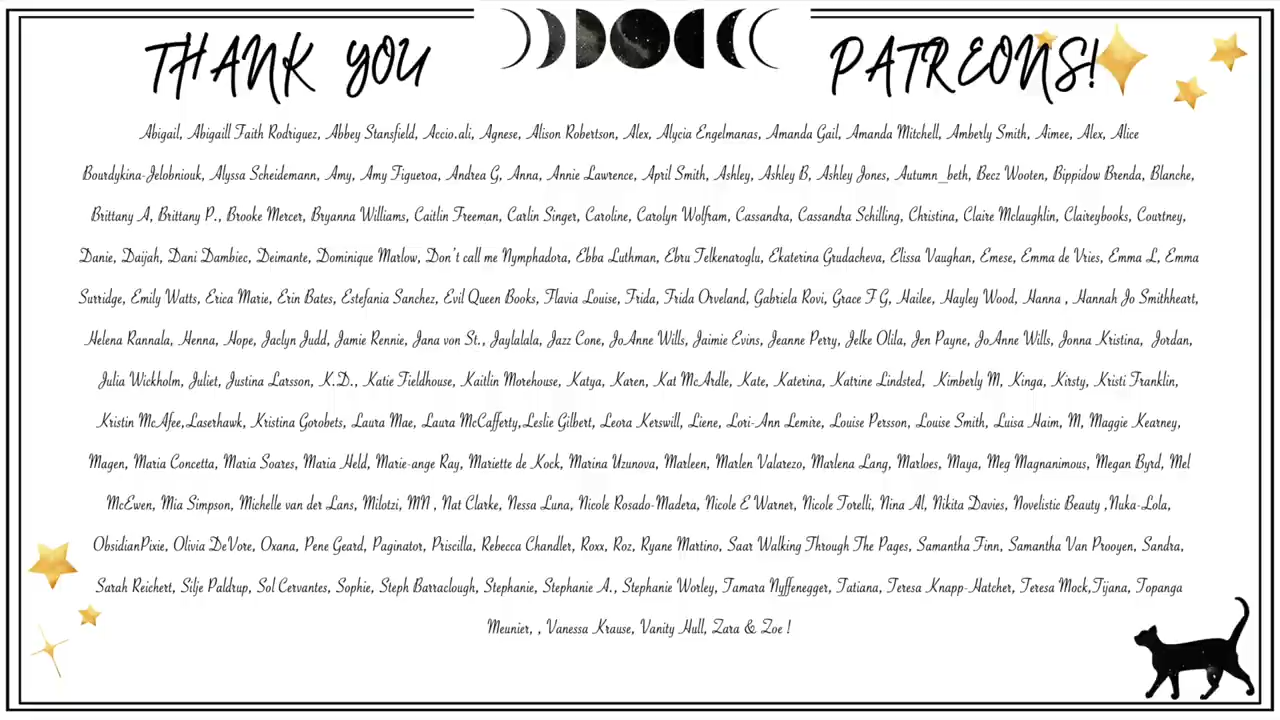 THANK YOU PATREONS!
Abigail, Abigaill Faith Rodriguez, Abbey Stansfield, Accio.ali, Agnese, Alison Robertson, Alex, Alycia Engelmanas, Amanda Gail, Amanda Mitchell, Amberly Smith, Aimee, Alex, Alice
Bourdykina-Jelobniouk, Alyssa Scheidemann, Amy, Amy Figueroa, Andrea G, Anna, Annie Lawrence, April Smith, Ashley, Ashley B, Ashley Jones, Autumn_beth, Becz Wooten, Bippidow Brenda, Blanche,
Brittany A, Brittany P., Brooke Mercer, Bryanna Williams, Caitlin Freeman, Carlin Singer, Caroline, Carolyn Wolfram, Cassandra, Cassandra Schilling, Christina, Claire Mclaughlin, Claireybooks, Courtney,
Danie, Daijah, Dani Dambiec, Deimante, Dominique Marlow, Don't call me Nymphadora, Ebba Luthman, Ebru Telkenaroglu, Ekaterina Grudacheva, Elissa Vaughan, Emese, Emma de Vries, Emma L, Emma
Surridge, Emily Watts, Erica Marie, Erin Bates, Estefania Sanchez, Evil Queen Books, Flavia Louise, Frida, Frida Orveland, Gabriela Rovi, Grace F G, Hailee, Hayley Wood, Hanna , Hannah Jo Smithheart,
Helena Rannala, Henna, Hope, Jaclyn Judd, Jamie Rennie, Jana von St., Jaylalala, Jazz Cone, JoAnne Wills, Jaimie Evins, Jeanne Perry, Jelke Olila, Jen Payne, JoAnne Wills, Jonna Kristina, Jordan,
Julia Wickholm, Juliet, Justina Larsson, K.D., Katie Fieldhouse, Kaitlin Morehouse, Katya, Karen, Kat McArdle, Kate, Katerina, Katrine Lindsted, Kimberly M, Kinga, Kirsty, Kristi Franklin,
Kristin McAfee,Laserhawk, Kristina Gorobets, Laura Mae, Laura McCafferty,Leslie Gilbert, Leora Kerswill, Liene, Lori-Ann Lemire, Louise Persson, Louise Smith, Luisa Haim, M, Maggie Kearney,
Magen, Maria Concetta, Maria Soares, Maria Held, Marie-ange Ray, Mariette de Kock, Marina Uzunova, Marleen, Marlen Valarezo, Marlena Lang, Marloes, Maya, Meg Magnanimous, Megan Byrd, Mel
McEwen, Mia Simpson, Michelle van der Lans, Milotzi, MN , Nat Clarke, Nessa Luna, Nicole Rosado-Madera, Nicole E Warner, Nicole Torelli, Nina Al, Nikita Davies, Novelistic Beauty ,Nuka-Lola,
ObsidianPixie, Olivia DeVore, Oxana, Pene Geard, Paginator, Priscilla, Rebecca Chandler, Roxx, Roz, Ryane Martino, Saar Walking Through The Pages, Samantha Finn, Samantha Van Prooyen, Sandra,
Sarah Reichert, Silje Paldrup, Sol Cervantes, Sophie, Steph Barraclough, Stephanie, Stephanie A., Stephanie Worley, Tamara Nyffenegger, Tatiana, Teresa Knapp-Hatcher, Teresa Mock,Tijana, Topanga
Meunier, , Vanessa Krause, Vanity Hull, Zara & Zoe !